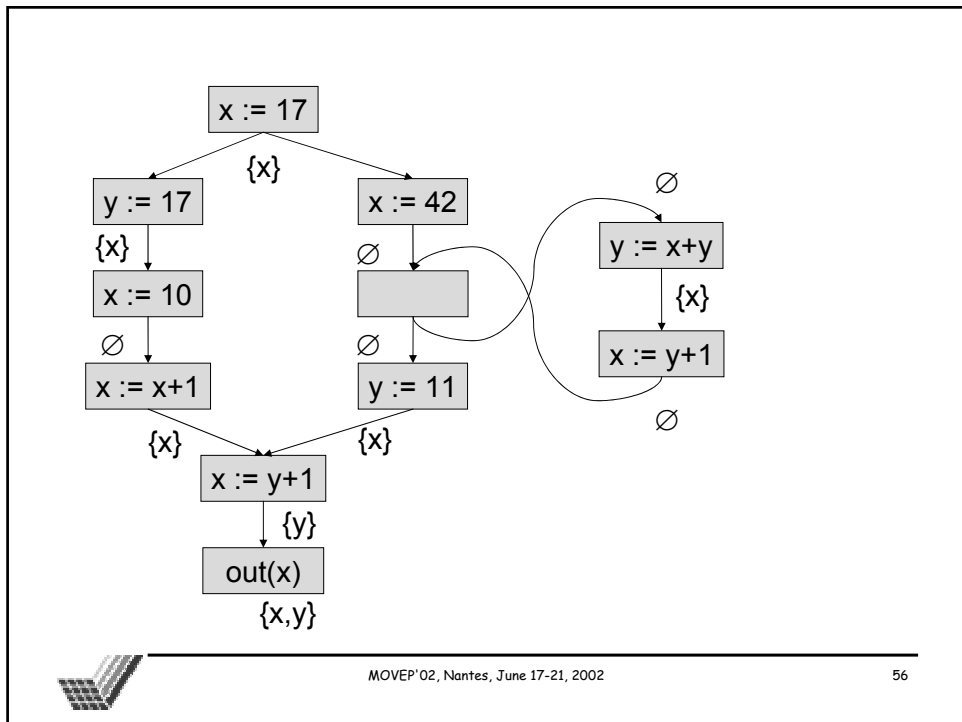 x := 17
{x}
y := 17
x := 42
∅
{x}
∅
y := x+y
x := 10
{x}
∅
∅
x := x+1
y := 11
x := y+1
{x}
{x}
∅
x := y+1
{y}
out(x)
{x,y}
MOVEP'02, Nantes, June 17-21, 2002
56